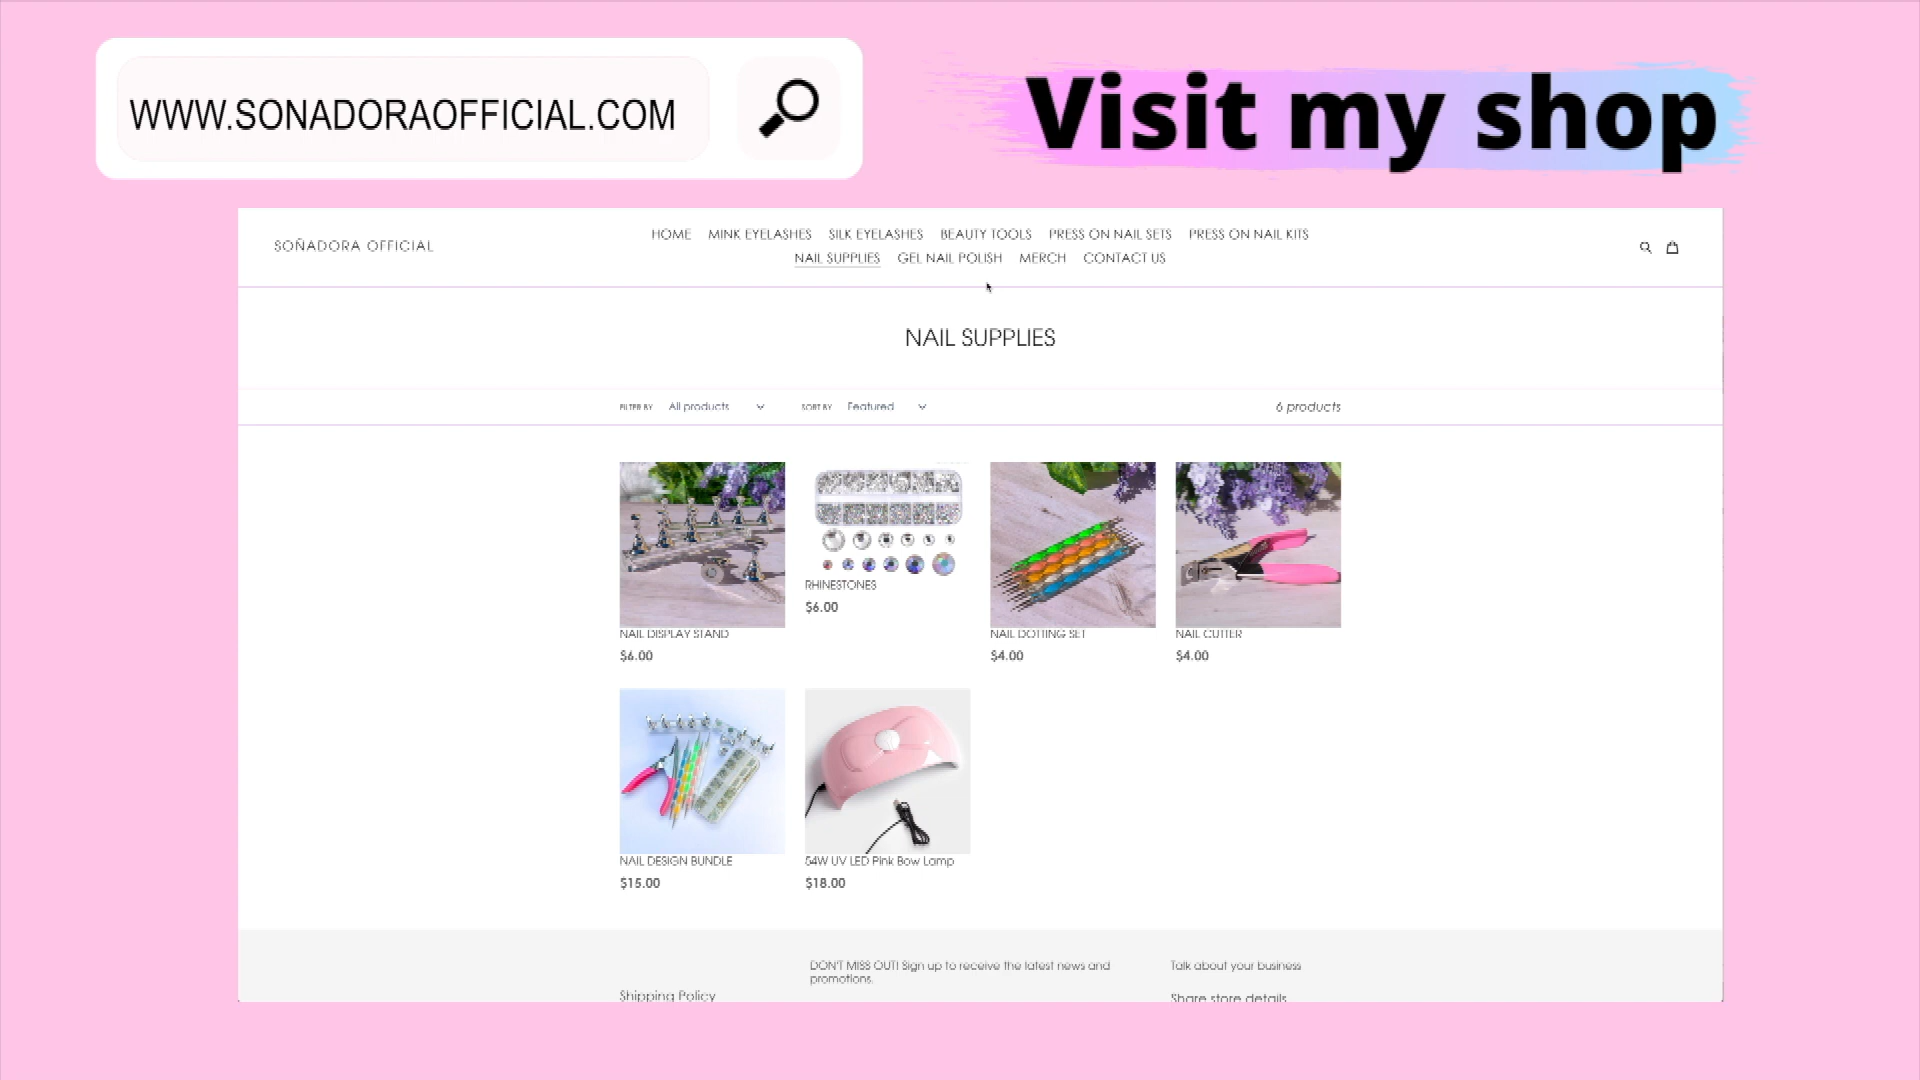 WWW.SONADORAOFFICIAL.COM
Visit my shop
SOÑADORA OFFICIAL
HOME MINK EYELASHES SILK EYELASHES BEAUTY TOOLS PRESS ON NAIL SETS PRESS ON NAIL KITS
NAIL SUPPLIES GEL NAIL POLISH MERCH CONTACT US
NAIL SUPPLIES
FILTER BY All products SORT BY Featured 6 products
NAIL DISPLAY STAND
$6.00
RHINESTONES
$6.00
NAIL DOTTING SET
$4.00
NAIL CUTTER
$4.00
NAIL DESIGN BUNDLE
$15.00
54W UV LED Pink Bow Lamp
$18.00
Shipping Policy
DON'T MISS OUT! Sign up to receive the latest news and
promotions.
Talk about your business
Share store details